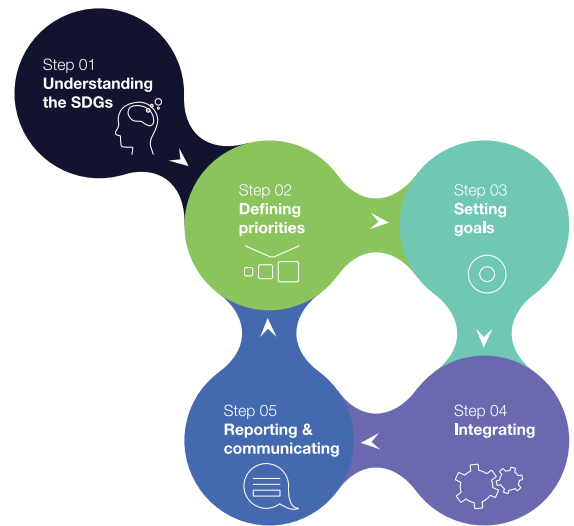 Step 01
Understanding
the SDGs
Step 02
Defining
priorities
Step 03
Setting
goals
Step 04
Integrating
Step 05
Reporting &
communicating